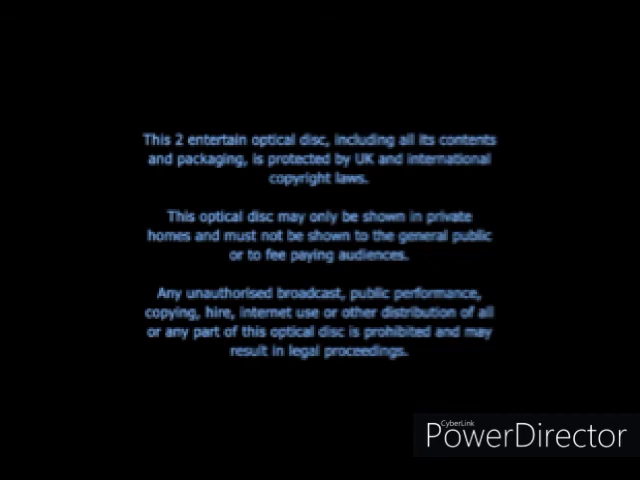 This 2 entertain optical disc, including all its contents
and packaging, is protected by UK and international
copyright laws.
This optical disc may only be shown in private
homes and must not be shown to the general public
or to fee paying audiences.
Any unauthorised broadcast, public performance,
copying, hire, internet use or other distribution of all
or any part of this optical disc is prohibited and may
result in legal proceedings.
CyberLink
PowerDirector